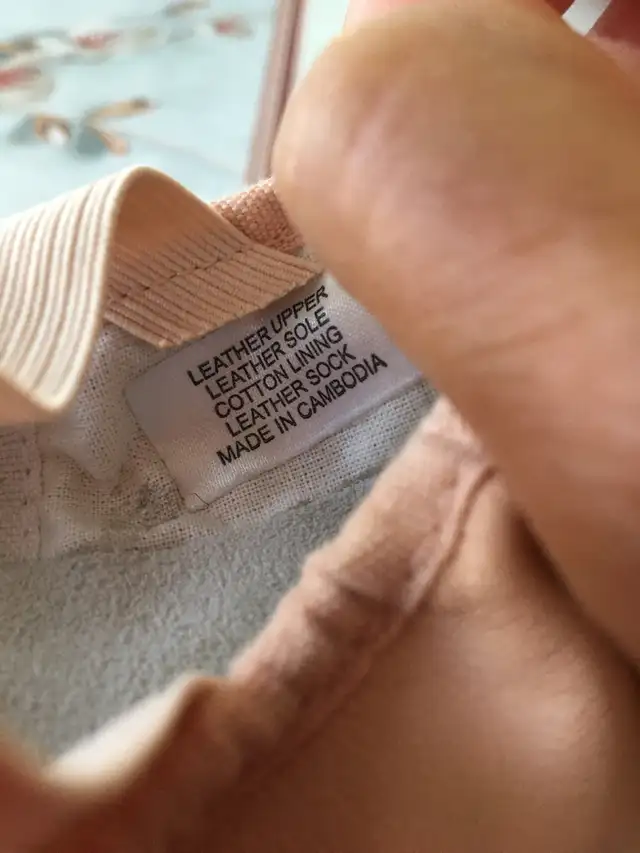 LEATHER UPPER
LEATHER SOLE
COTTON LINING
LEATHER SOCK
MADE IN CAMBODIA